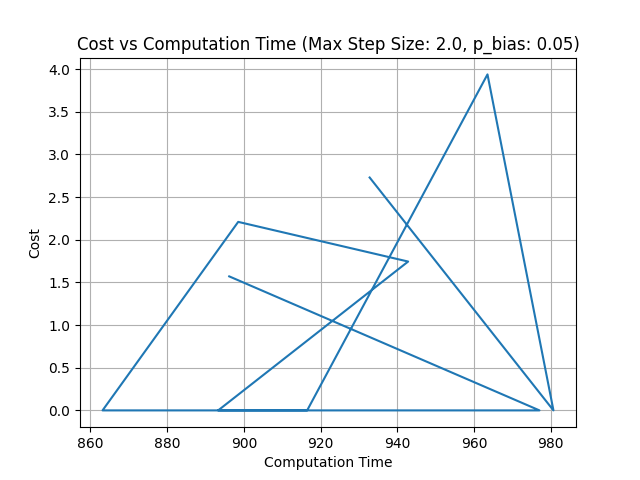 Cost vs Computation Time (Max Step Size: 2.0, p_bias: 0.05)
4.0
3.5
3.0
2.5
2.0
1.5
1.0
0.5
0.0
Cost
860 880 900 920 940 960 980
Computation Time